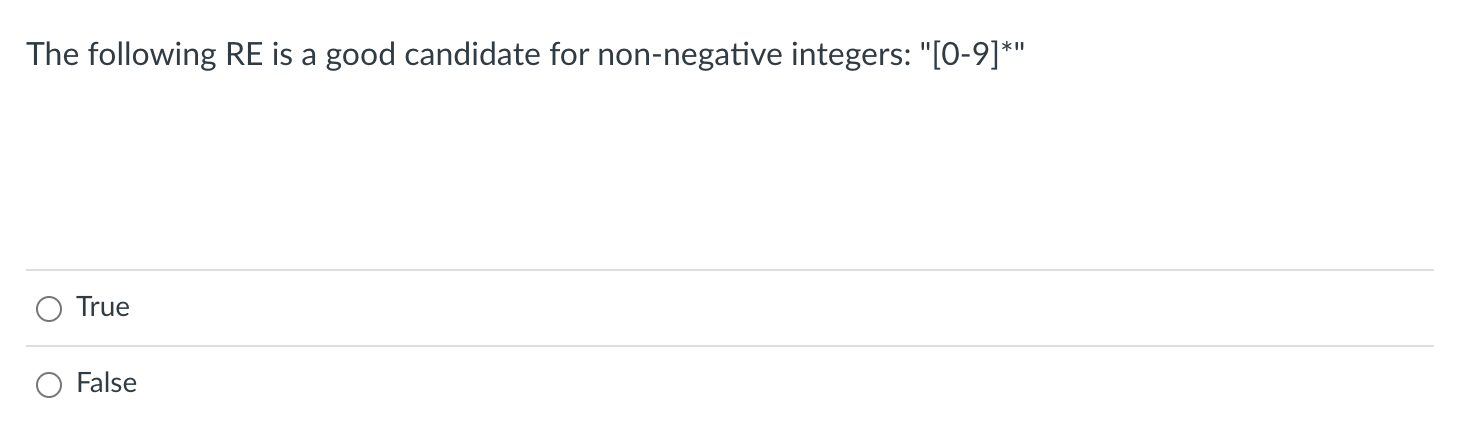 The following RE is a good candidate for non-negative integers: "[0-9]*"
True
False